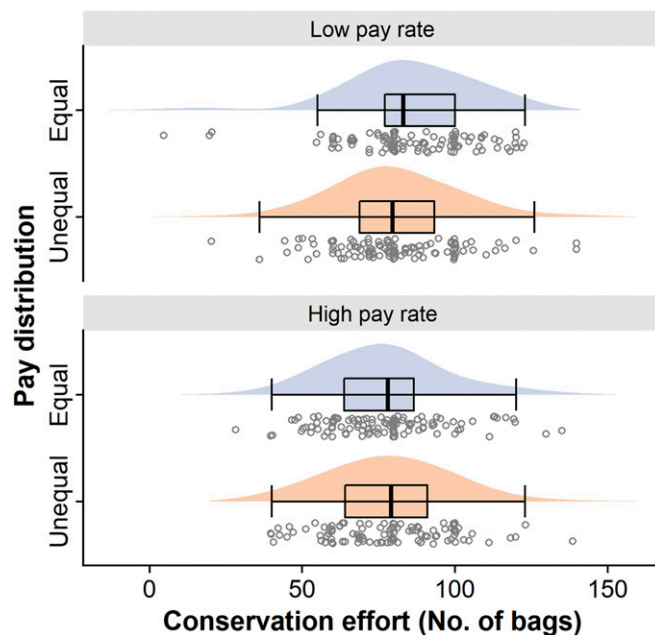 Low pay rate
Equal
Unequal
Pay distribution
High pay rate
Equal
Unequal
0 50 100 150
Conservation effort (No. of bags)